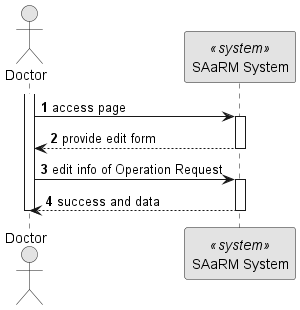 Doctor
«system»
SAaRM System
1 access page
2 provide edit form
3 edit info of Operation Request
4 success and data
Doctor
«system»
SAaRM System